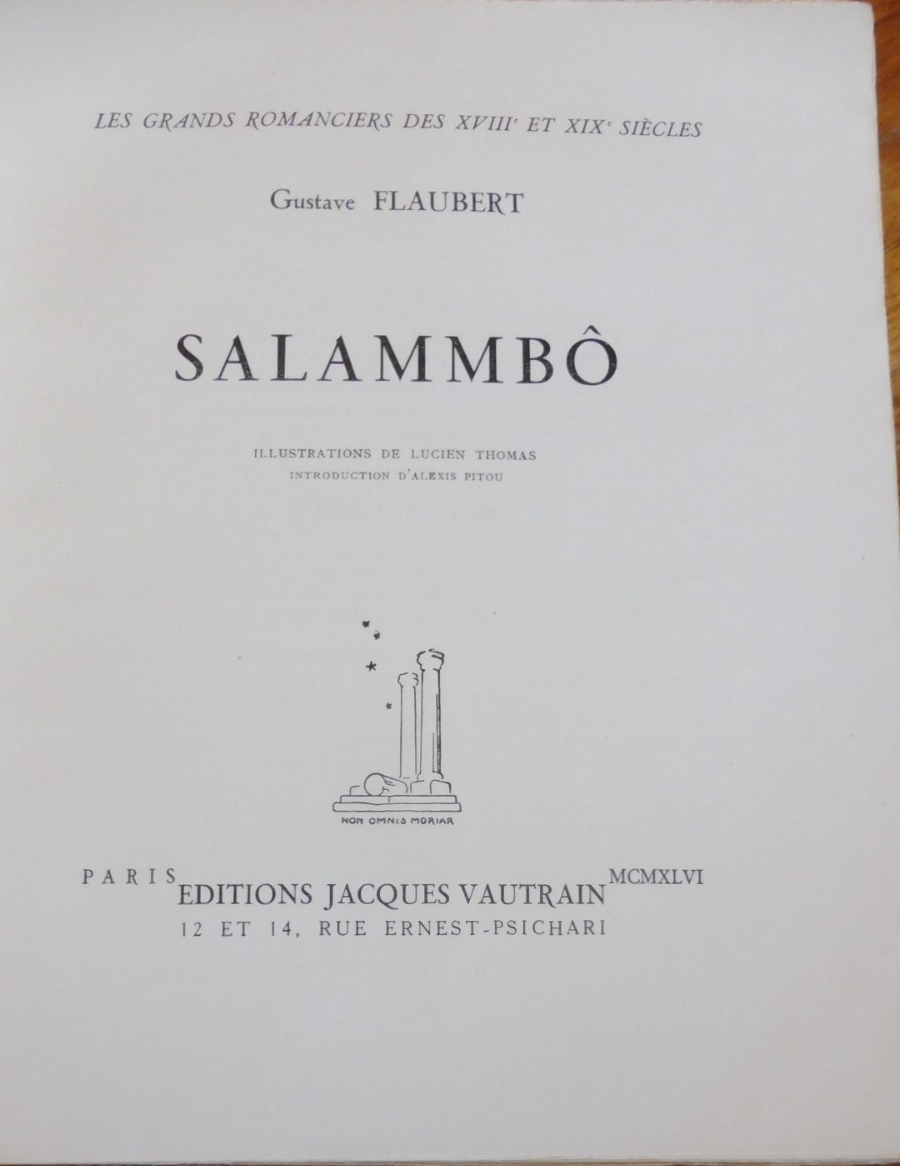 LES GRANDS ROMANCIERS DES XVIIIᵉ ET XIXᵉ SIÈCLES
Gustave FLAUBERT
SALAMMBÔ
ILLUSTRATIONS DE LUCIEN THOMAS
INTRODUCTION D'ALEXIS PITOU
NON OMNIS MORIAR
PARIS EDITIONS JACQUES VAUTRAIN MCMXLVI
12 ET 14, RUE ERNEST-PSICHARI